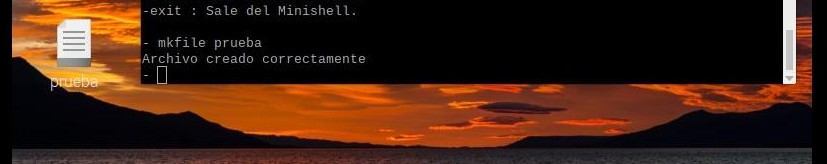 -exit : Sale del Minishell.
- mkfile prueba
Archivo creado correctamente
-
prueba